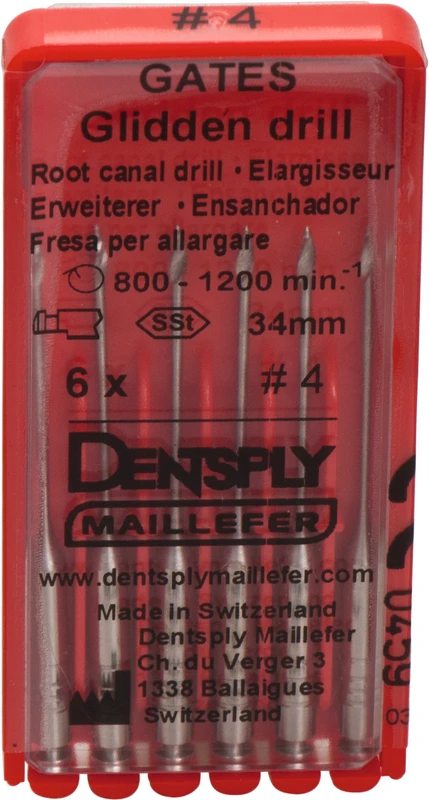 # 4
GATES
Glidden drill
Root canal drill · Elargisseur
Erweiterer · Ensanchador
Fresa per allargare
800 - 1200 min.-1
SSt 34mm
6 x # 4
DENTSPLY
MAILLEFER
www.dentsplymaillefer.com
Made in Switzerland
Dentsply Maillefer
Ch. du Verger 3
1338 Ballaigues
Switzerland
0459
03